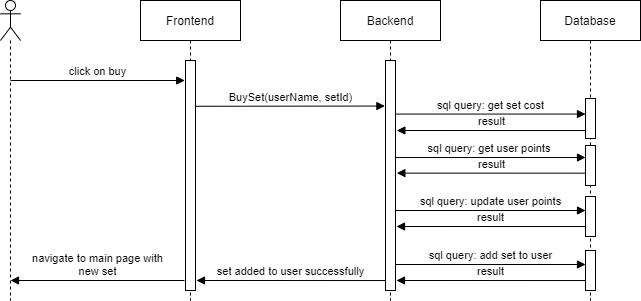 Frontend
Backend
Database
click on buy
BuySet(userName, setId)
sql query: get set cost
result
sql query: get user points
result
sql query: update user points
result
sql query: add set to user
result
set added to user successfully
navigate to main page with
new set